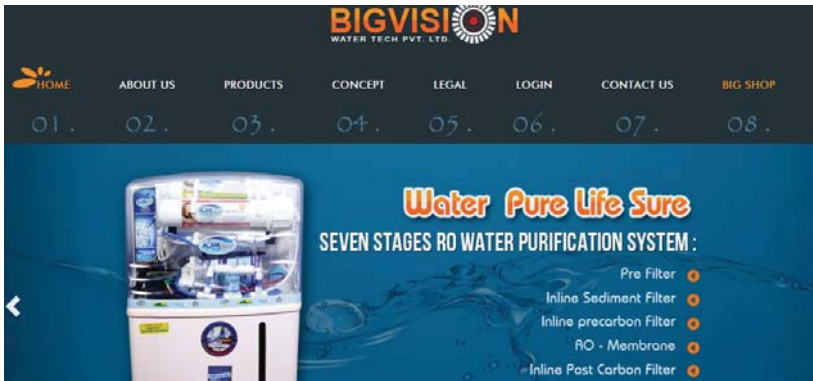 BIGVISION
WATER TECH PVT. LTD.
HOME ABOUT US PRODUCTS CONCEPT LEGAL LOGIN CONTACT US BIG SHOP
01. 02. 03. 04. 05. 06. 07. 08.
Water Pure Life Sure
SEVEN STAGES RO WATER PURIFICATION SYSTEM :
Pre Filter
Inline Sediment Filter
Inline precarbon Filter
RO - Membrane
Inline Post Carbon Filter